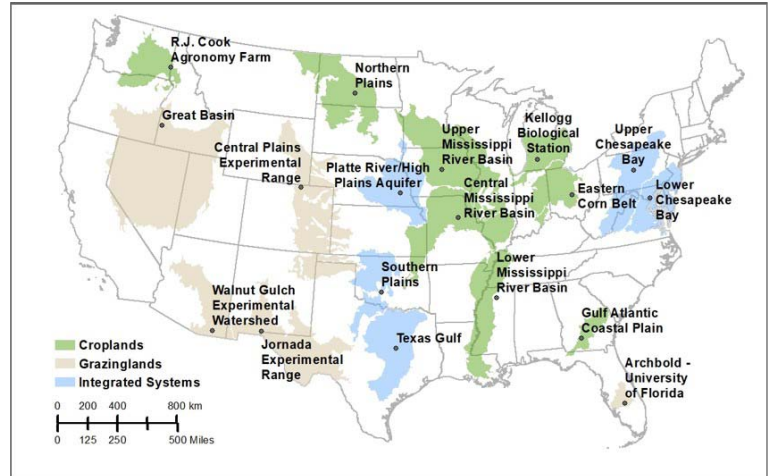 R.J. Cook
Agronomy Farm
Northern
Plains
Great Basin
Central Plains
Experimental
Range
Platte River/High
Plains Aquifer
Upper
Mississippi
River Basin
Kellogg
Biological
Station
Upper
Chesapeake
Bay
Central
Mississippi
River Basin
Eastern
Corn Belt
Lower
Chesapeake
Bay
Walnut Gulch
Experimental
Watershed
Southern
Plains
Lower
Mississippi
River Basin
Jornada
Experimental
Range
Texas Gulf
Gulf Atlantic
Coastal Plain
Archbold -
University
of Florida
Croplands
Grazinglands
Integrated Systems
0 200 400 800 km
0 125 250 500 Miles